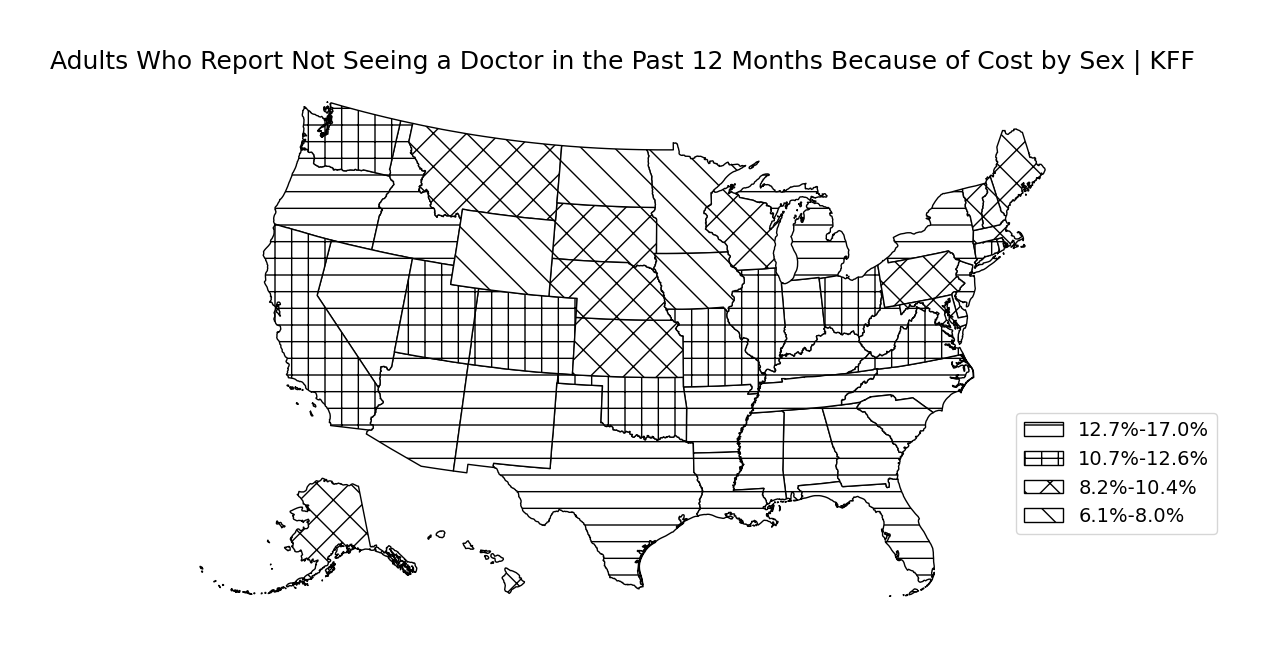 Adults Who Report Not Seeing a Doctor in the Past 12 Months Because of Cost by Sex | KFF
12.7%-17.0%
10.7%-12.6%
8.2%-10.4%
6.1%-8.0%